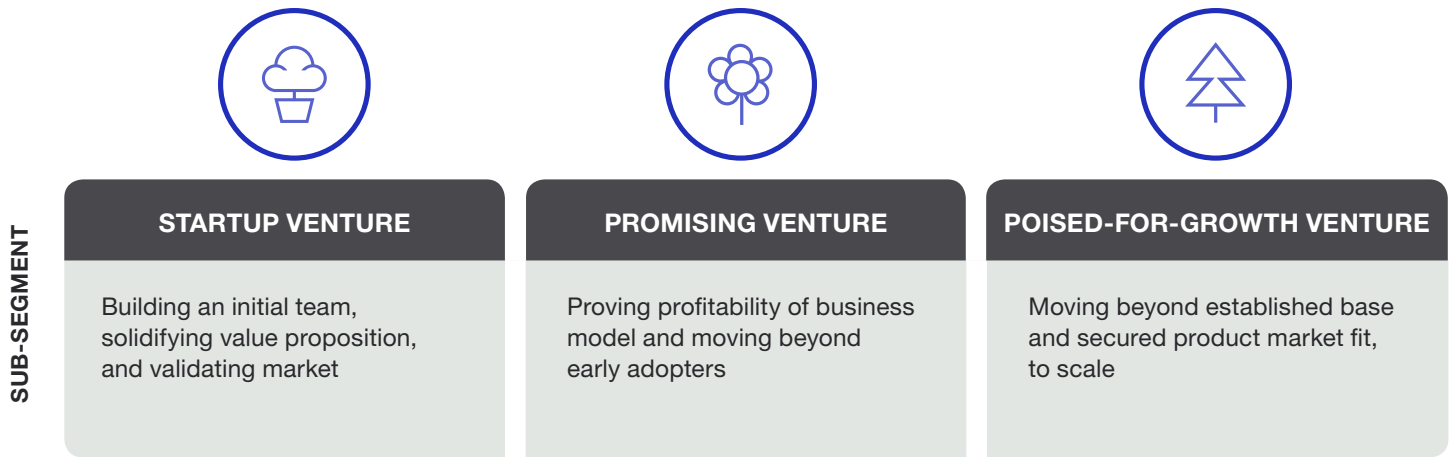 SUB-SEGMENT
STARTUP VENTURE
Building an initial team,
solidifying value proposition,
and validating market
PROMISING VENTURE
Proving profitability of business
model and moving beyond
early adopters
POISED-FOR-GROWTH VENTURE
Moving beyond established base
and secured product market fit,
to scale